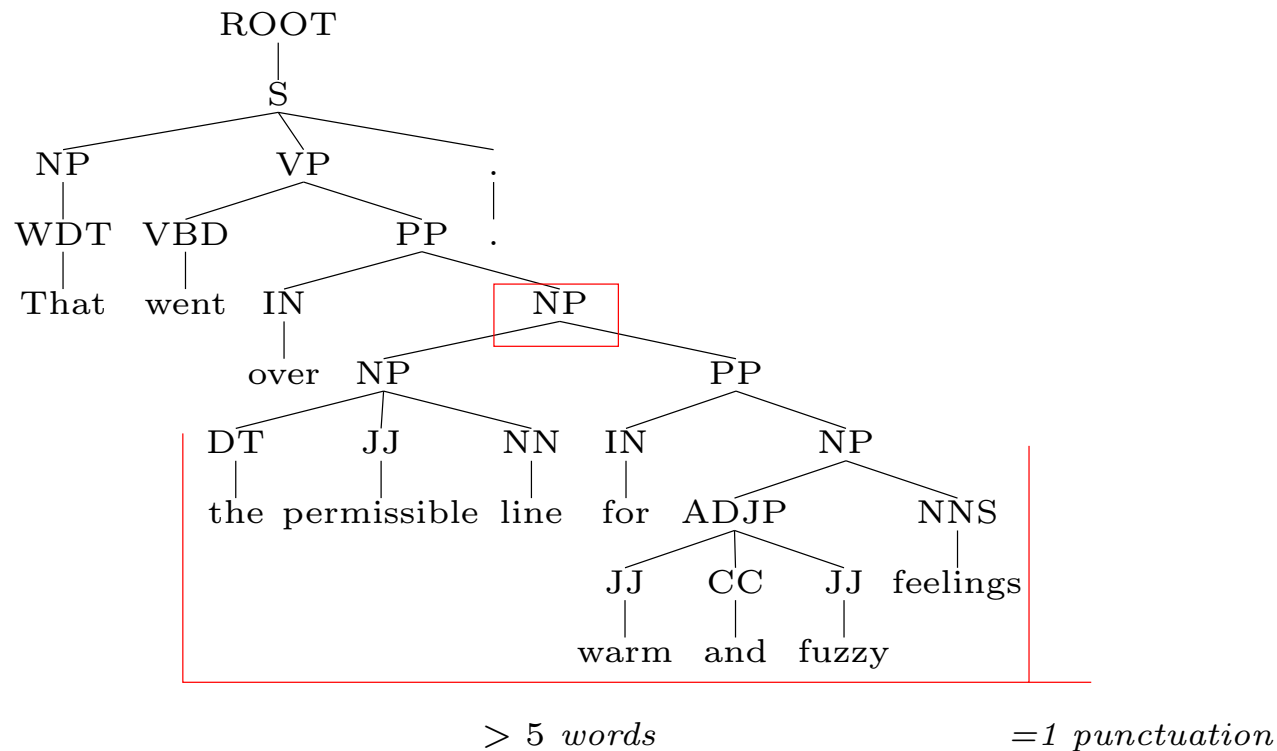 ROOT
S
NP VP .
WDT VBD PP .
That went IN NP
over NP PP
DT JJ NN IN NP
the permissible line for ADJP NNS
JJ CC JJ feelings
warm and fuzzy
> 5 words =1 punctuation